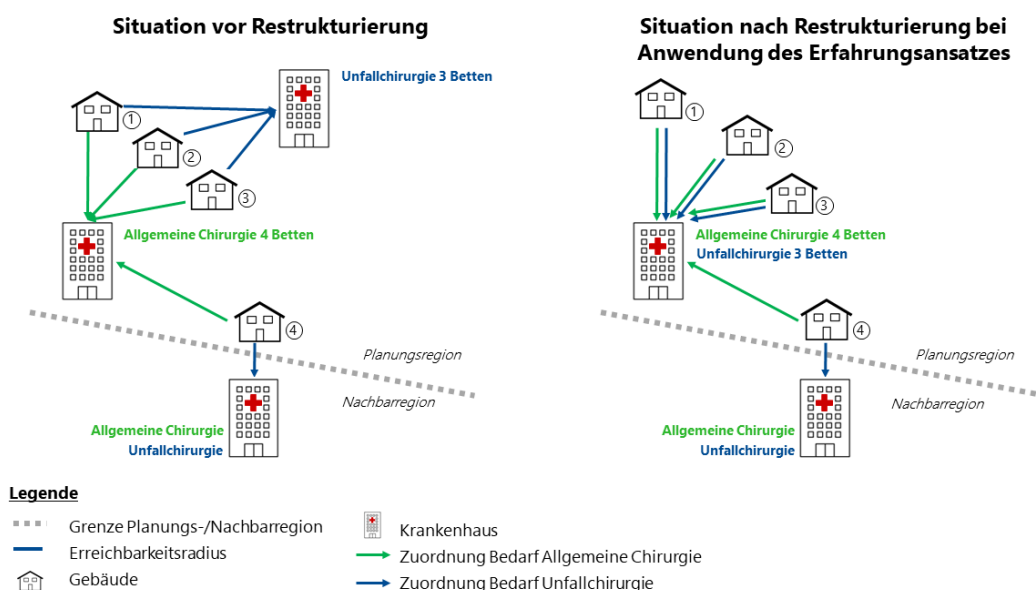 Situation vor Restrukturierung
Situation nach Restrukturierung bei
Anwendung des Erfahrungsansatzes
Unfallchirurgie 3 Betten
①
②
③
Allgemeine Chirurgie 4 Betten
④
Planungsregion
Nachbarregion
Allgemeine Chirurgie
Unfallchirurgie
①
②
③
Allgemeine Chirurgie 4 Betten
Unfallchirurgie 3 Betten
④
Planungsregion
Nachbarregion
Allgemeine Chirurgie
Unfallchirurgie
Legende
Grenze Planungs-/Nachbarregion
Erreichbarkeitsradius
Gebäude
Krankenhaus
Zuordnung Bedarf Allgemeine Chirurgie
Zuordnung Bedarf Unfallchirurgie